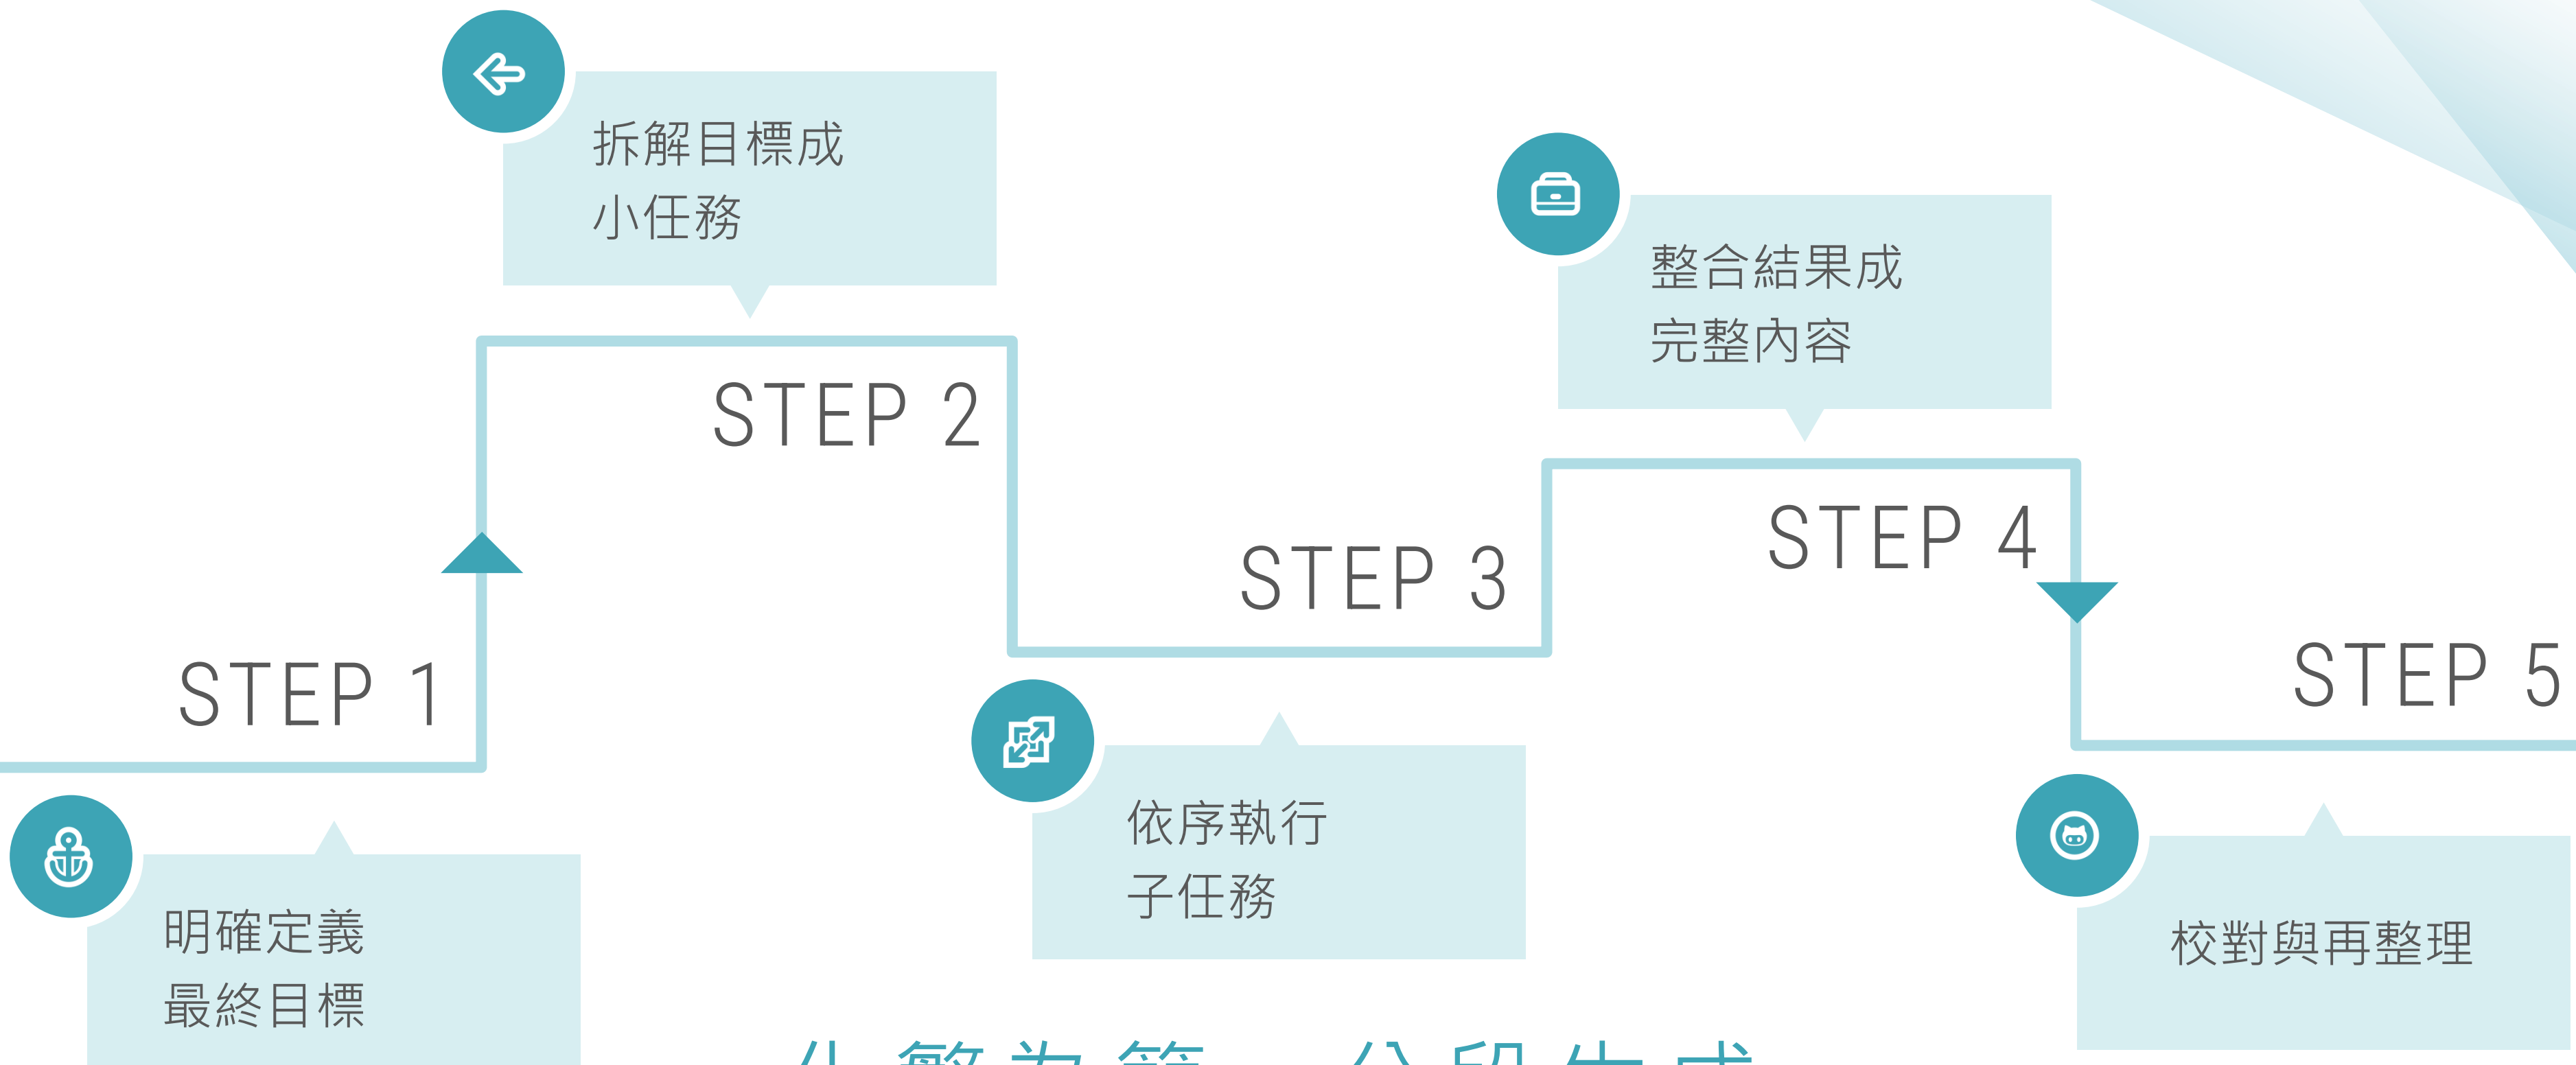 STEP 1
明確定義
最終目標
STEP 2
拆解目標成
小任務
STEP 3
依序執行
子任務
STEP 4
整合結果成
完整內容
STEP 5
校對與再整理